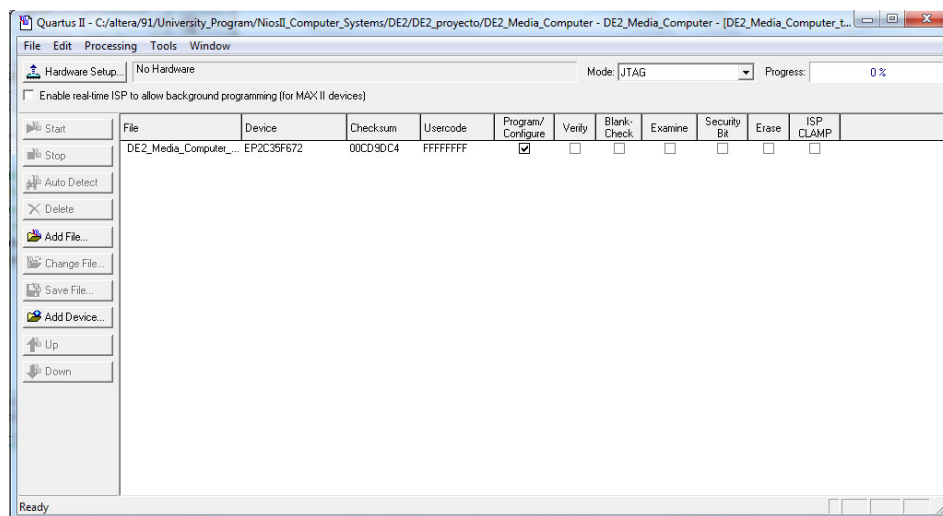 Quartus II - C:/altera/91/University_Program/NiosII_Computer_Systems/DE2/DE2_proyecto/DE2_Media_Computer - DE2_Media_Computer - [DE2_Media_Computer_t...
File Edit Processing Tools Window
Hardware Setup... No Hardware Mode: JTAG Progress: 0 %
Enable real-time ISP to allow background programming (for MAX II devices)
Start
Stop
Auto Detect
Delete
Add File...
Change File...
Save File...
Add Device...
Up
Down
File Device Checksum Usercode Program/ Configure Verify Blank- Check Examine Security Bit Erase ISP CLAMP
DE2_Media_Computer_... EP2C35F672 00CD9DC4 FFFFFFFF
Ready